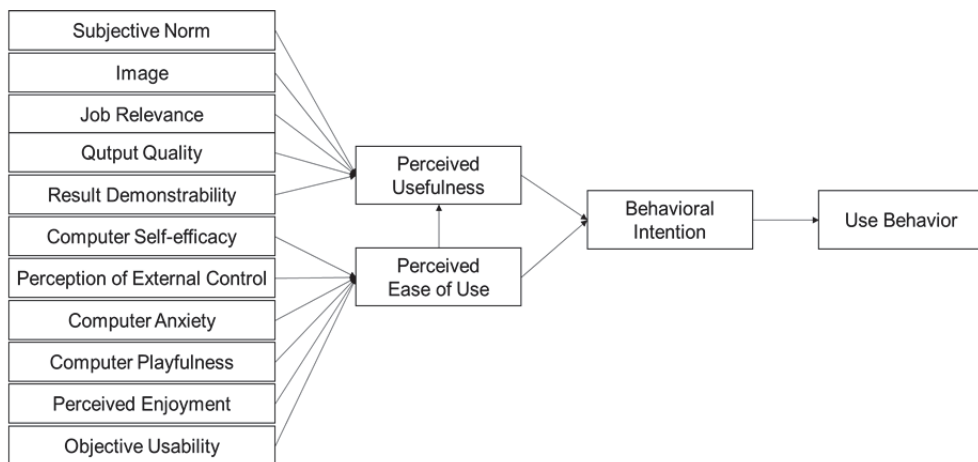 Subjective Norm
Image
Job Relevance
Qutput Quality
Result Demonstrability
Computer Self-efficacy
Perception of External Control
Computer Anxiety
Computer Playfulness
Perceived Enjoyment
Objective Usability
Perceived
Usefulness
Perceived
Ease of Use
Behavioral
Intention
Use Behavior